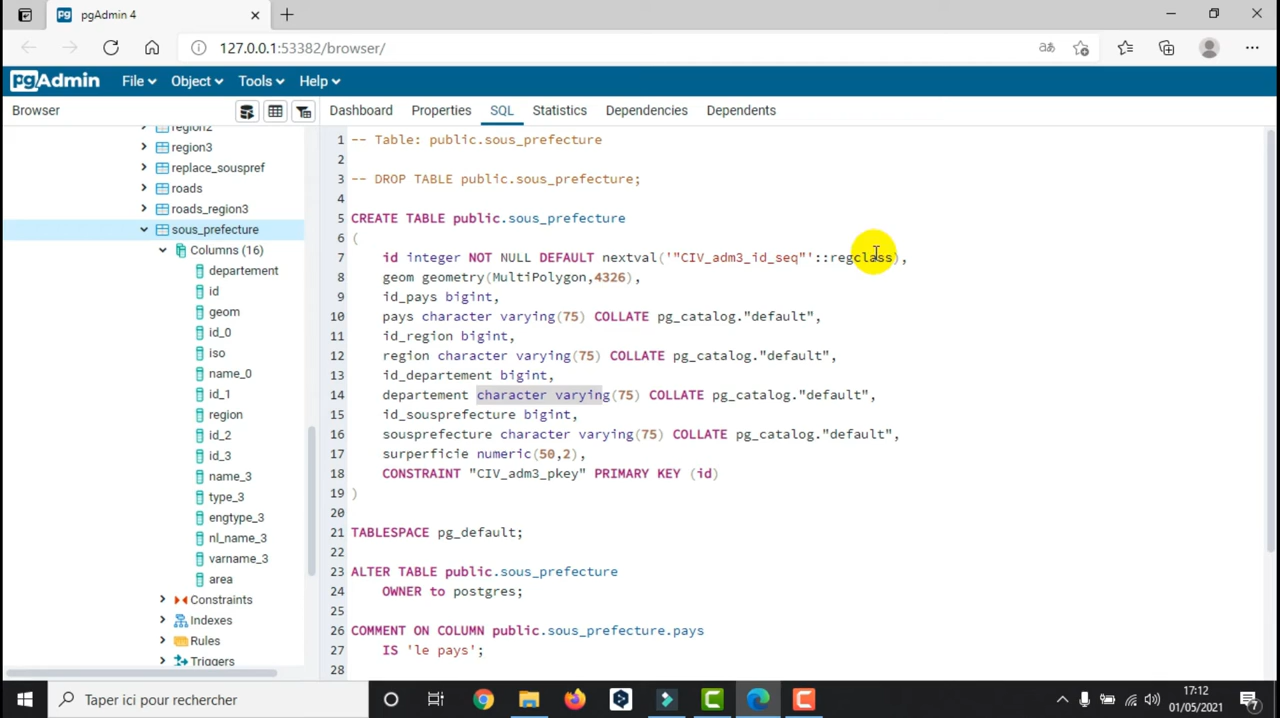 pgAdmin 4
127.0.0.1:53382/browser/
pgAdmin File Object Tools Help
Browser
Dashboard Properties SQL Statistics Dependencies Dependents
region2
region3
replace_souspref
roads
roads_region3
sous_prefecture
Columns (16)
departement
id
geom
id_0
iso
name_0
id_1
region
id_2
id_3
name_3
type_3
engtype_3
nl_name_3
varname_3
area
Constraints
Indexes
Rules
Triggers
1 -- Table: public.sous_prefecture
2
3 -- DROP TABLE public.sous_prefecture;
4
5 CREATE TABLE public.sous_prefecture
6 (
7 id integer NOT NULL DEFAULT nextval('"CIV_adm3_id_seq"'::regclass),
8 geom geometry(MultiPolygon,4326),
9 id_pays bigint,
10 pays character varying(75) COLLATE pg_catalog."default",
11 id_region bigint,
12 region character varying(75) COLLATE pg_catalog."default",
13 id_departement bigint,
14 departement character varying(75) COLLATE pg_catalog."default",
15 id_sousprefecture bigint,
16 sousprefecture character varying(75) COLLATE pg_catalog."default",
17 surperficie numeric(50,2),
18 CONSTRAINT "CIV_adm3_pkey" PRIMARY KEY (id)
19 )
20
21 TABLESPACE pg_default;
22
23 ALTER TABLE public.sous_prefecture
24 OWNER to postgres;
25
26 COMMENT ON COLUMN public.sous_prefecture.pays
27 IS 'le pays';
28
Taper ici pour rechercher
17:12
01/05/2021
7